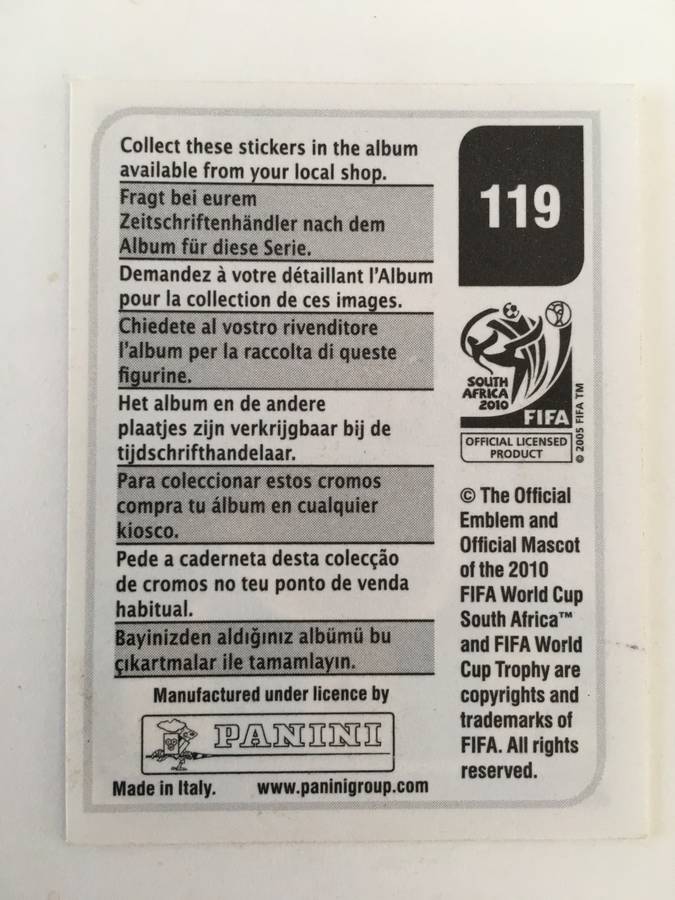 Collect these stickers in the album
available from your local shop.
Fragt bei eurem
Zeitschriftenhändler nach dem
Album für diese Serie.
Demandez à votre détaillant l'Album
pour la collection de ces images.
Chiedete al vostro rivenditore
l'album per la raccolta di queste
figurine.
Het album en de andere
plaatjes zijn verkrijgbaar bij de
tijdschrifthandelaar.
Para coleccionar estos cromos
compra tu álbum en cualquier
kiosco.
Pede a caderneta desta colecção
de cromos no teu ponto de venda
habitual.
Bayinizden aldığınız albümü bu
çıkartmalar ile tamamlayın.
Manufactured under licence by
PANINI
Made in Italy. www.paninigroup.com
119
SOUTH
AFRICA
2010
FIFA
OFFICIAL LICENSED
PRODUCT
© 2005 FIFA TM
© The Official
Emblem and
Official Mascot
of the 2010
FIFA World Cup
South Africa™
and FIFA World
Cup Trophy are
copyrights and
trademarks of
FIFA. All rights
reserved.